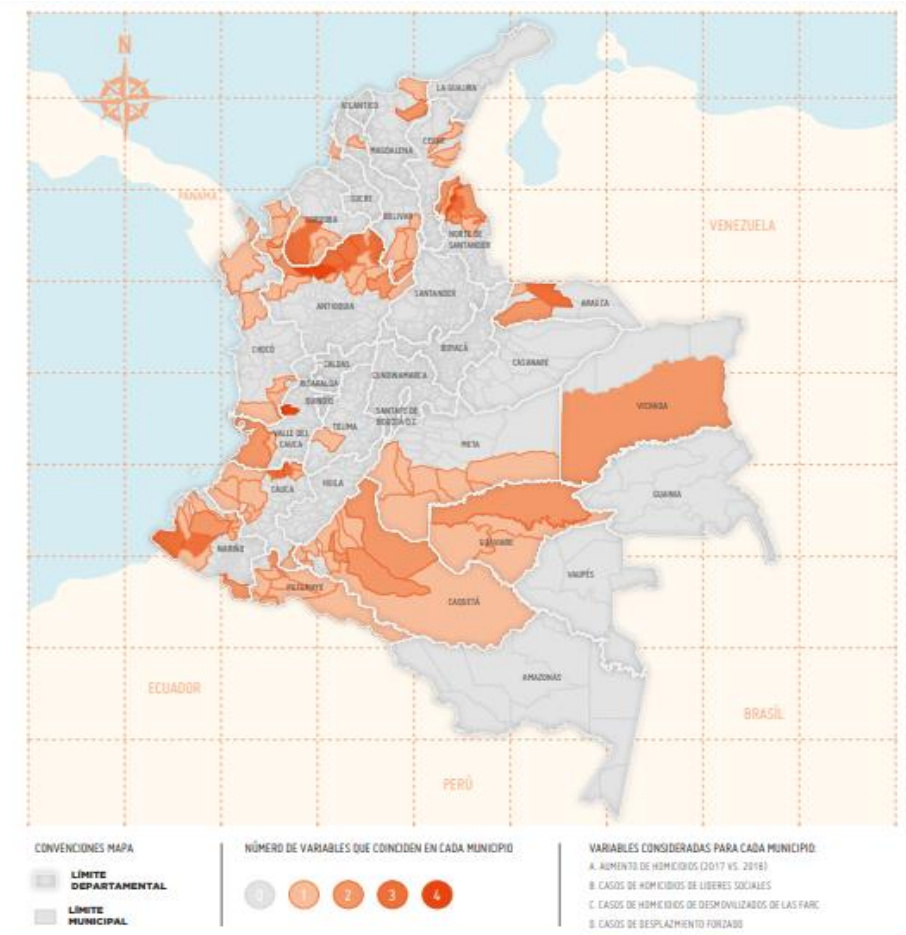 N
LA GUAJIRA
ATLÁNTICO
CESAR
MAGDALENA
PANAMÁ
SUCRE
VENEZUELA
CÓRDOBA
BOLÍVAR
NORTE DE
SANTANDER
SANTANDER
ANTIOQUIA
ARAUCA
CHOCÓ
BOYACÁ
CASANARE
CALDAS
CUNDINAMARCA
RISARALDA
QUINDÍO
SANTAFE DE
BOGOTÁ D.C.
VICHADA
TOLIMA
VALLE DEL
CAUCA
META
CAUCA
HUILA
GUAINIA
NARIÑO
GUAVIARE
VAUPÉS
PUTUMAYO
CAQUETÁ
AMAZONAS
ECUADOR
BRASÍL
PERÚ
CONVENCIONES MAPA
LÍMITE
DEPARTAMENTAL
LÍMITE
MUNICIPAL
NÚMERO DE VARIABLES QUE COINCIDEN EN CADA MUNICIPIO
0 1 2 3 4
VARIABLES CONSIDERADAS PARA CADA MUNICIPIO:
A. AUMENTO DE HOMICIDIOS (2017 VS. 2018)
B. CASOS DE HOMICIDIOS DE LIDERES SOCIALES
C. CASOS DE HOMICIDIOS DE DESMOVILIZADOS DE LAS FARC
D. CASOS DE DESPLAZMIENTO FORZADO